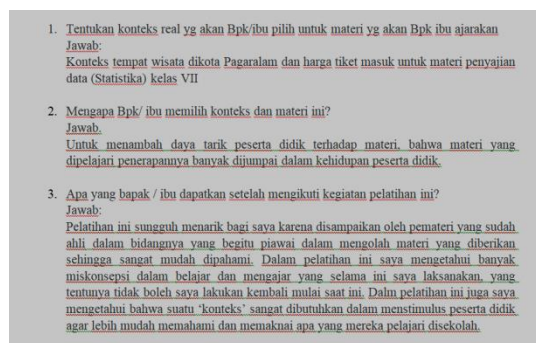 1. Tentukan konteks real yg akan Bpk/ibu pilih untuk materi yg akan Bpk ibu ajarakan
Jawab:
Konteks tempat wisata dikota Pagaralam dan harga tiket masuk untuk materi penyajian
data (Statistika) kelas VII
2. Mengapa Bpk/ ibu memilih konteks dan materi ini?
Jawab.
Untuk menambah daya tarik peserta didik terhadap materi, bahwa materi yang
dipelajari penerapannya banyak dijumpai dalam kehidupan peserta didik.
3. Apa yang bapak / ibu dapatkan setelah mengikuti kegiatan pelatihan ini?
Jawab:
Pelatihan ini sungguh menarik bagi saya karena disampaikan oleh pemateri yang sudah
ahli dalam bidangnya yang begitu piawai dalam mengolah materi yang diberikan
sehingga sangat mudah dipahami. Dalam pelatihan ini saya mengetahui banyak
miskonsepsi dalam belajar dan mengajar yang selama ini saya laksanakan, yang
tentunya tidak boleh saya lakukan kembali mulai saat ini. Dalm pelatihan ini juga saya
mengetahui bahwa suatu ‘konteks’ sangat dibutuhkan dalam menstimulus peserta didik
agar lebih mudah memahami dan memaknai apa yang mereka pelajari disekolah.